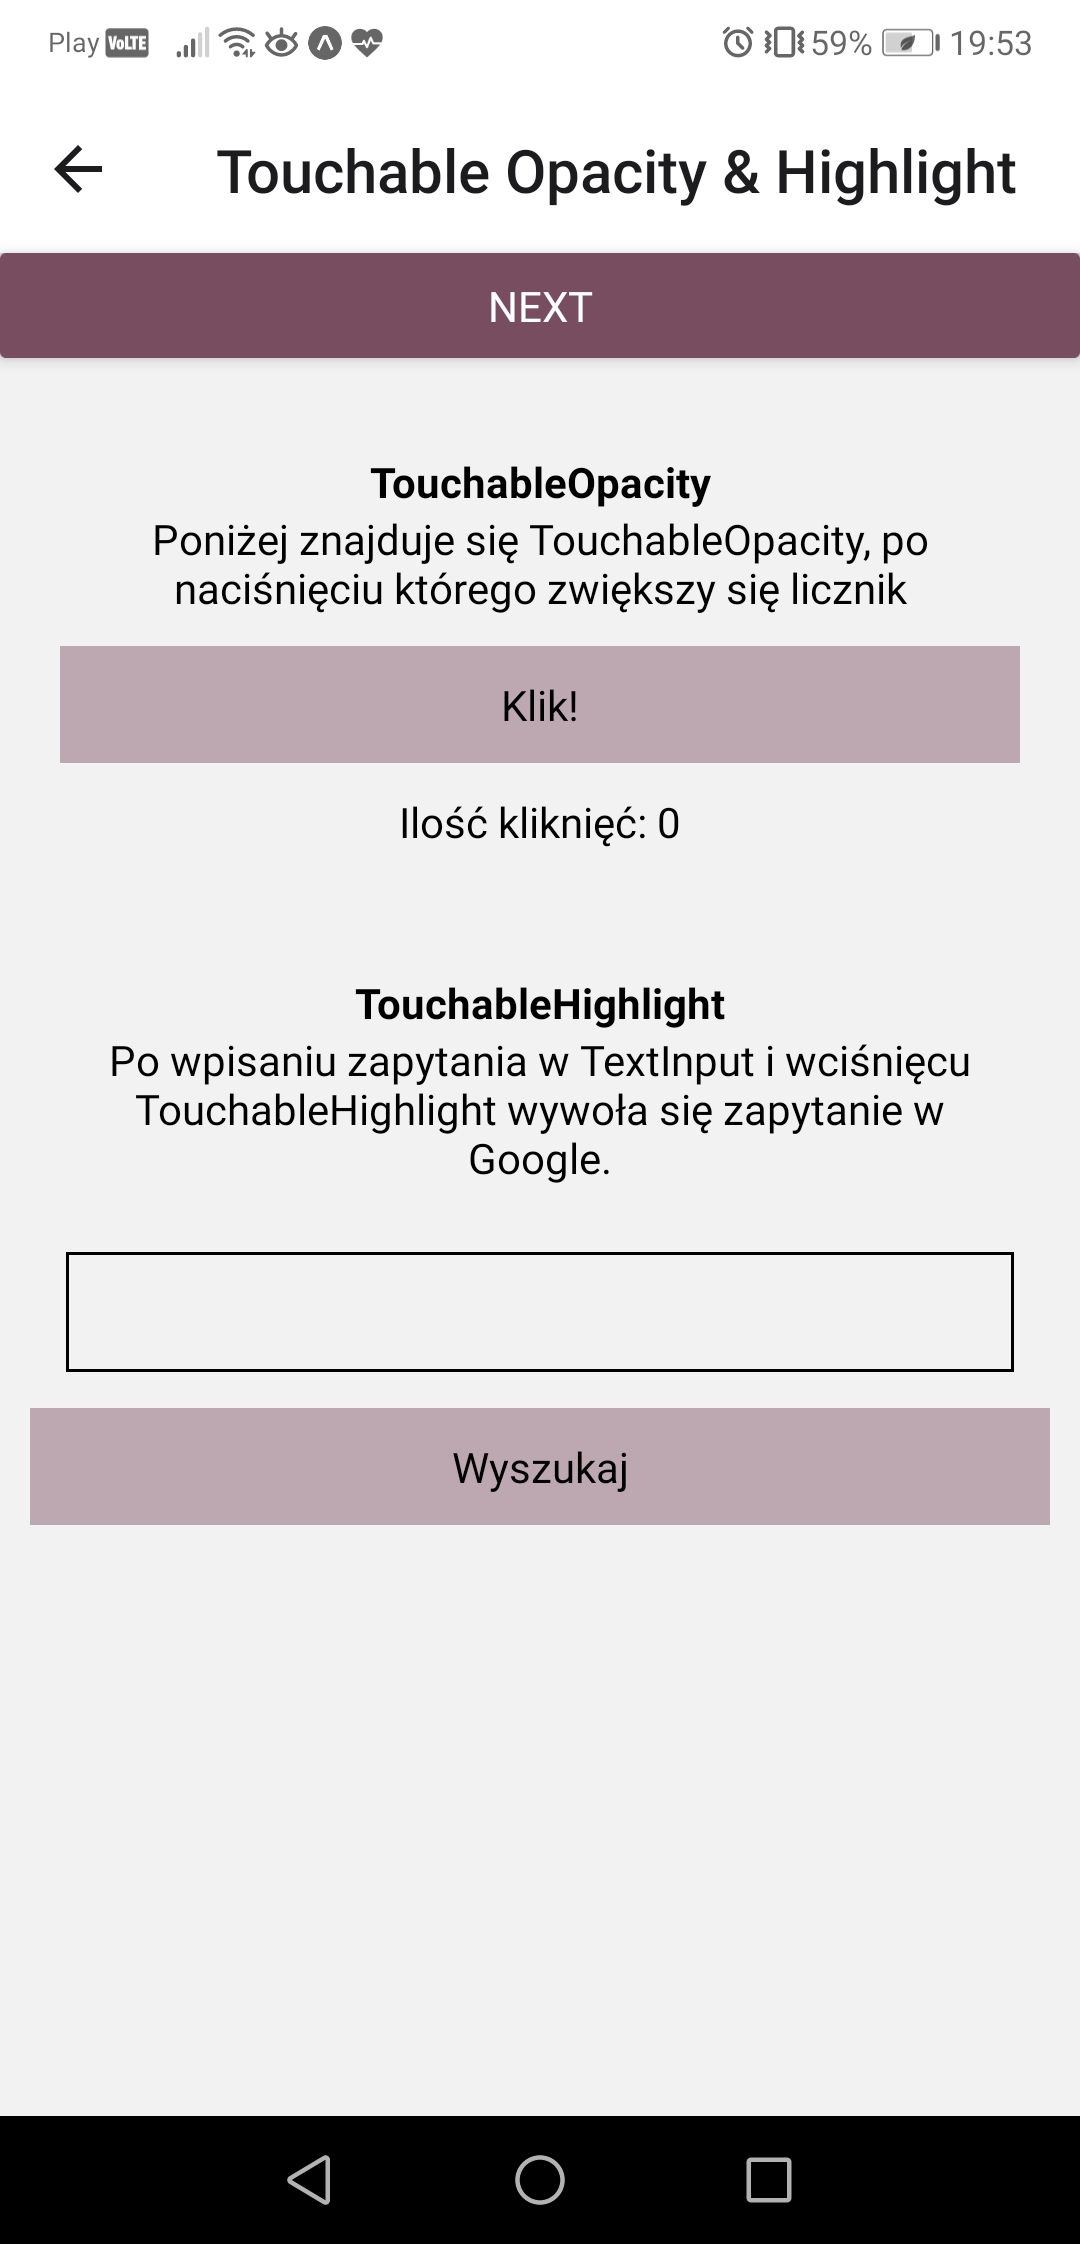 Play VoLTE 59% 19:53
Touchable Opacity & Highlight
NEXT
TouchableOpacity
Poniżej znajduje się TouchableOpacity, po
naciśnięciu którego zwiększy się licznik
Klik!
Ilość kliknięć: 0
TouchableHighlight
Po wpisaniu zapytania w TextInput i wciśnięcu
TouchableHighlight wywoła się zapytanie w
Google.
Wyszukaj